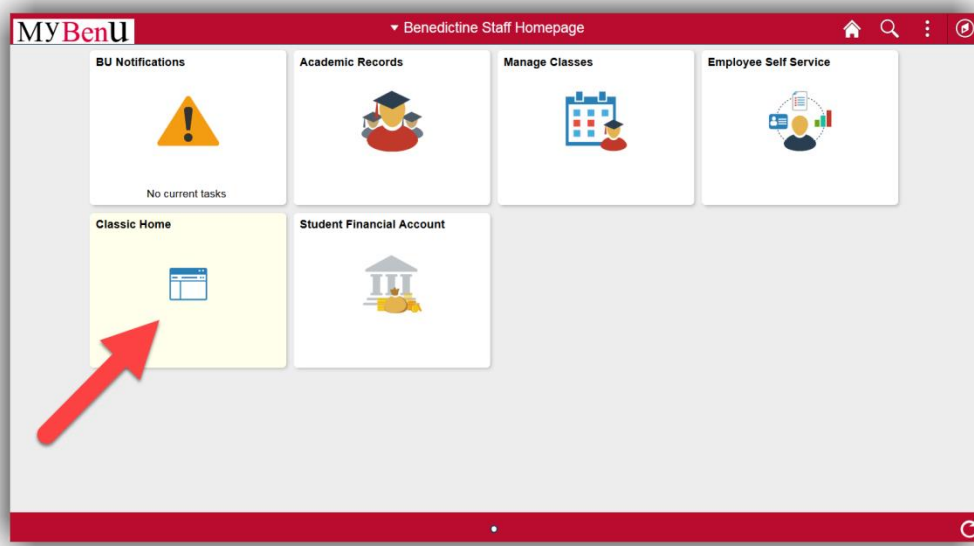 MyBenU
Benedictine Staff Homepage
BU Notifications
Academic Records
Manage Classes
Employee Self Service
No current tasks
Classic Home
Student Financial Account